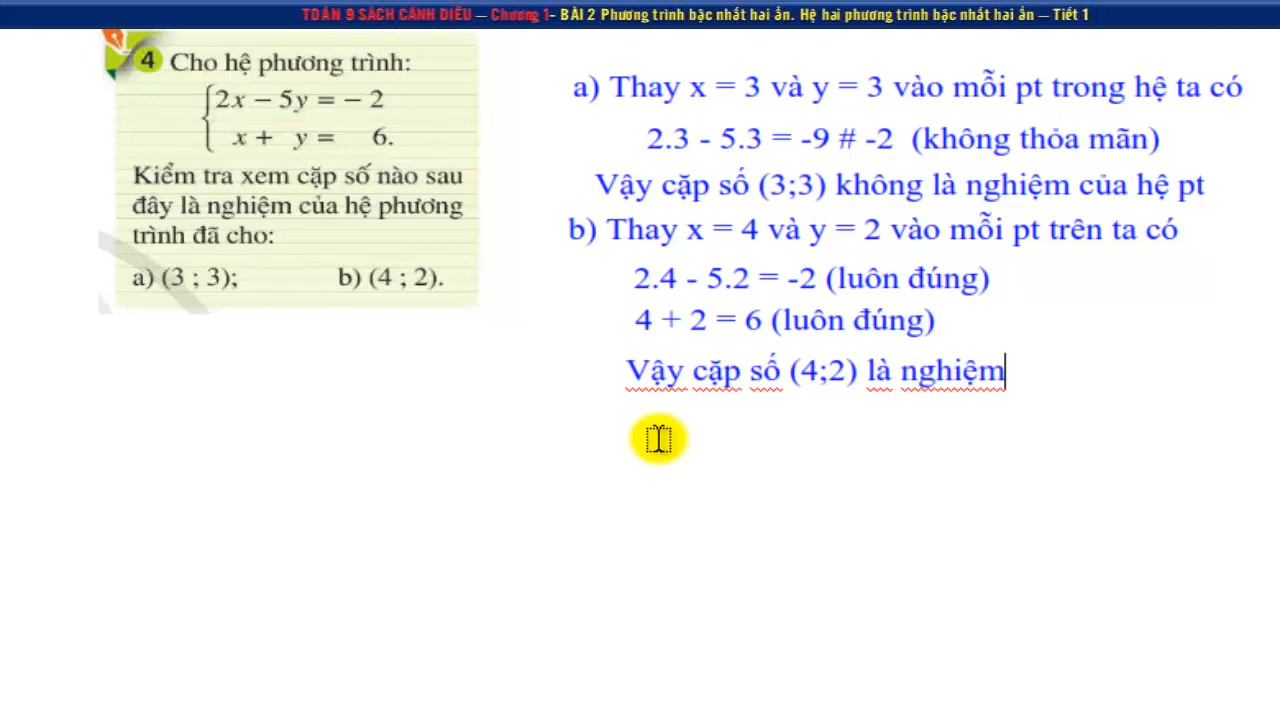 TOÁN 9 SÁCH CÁNH DIỀU – Chương 1- BÀI 2 Phương trình bậc nhất hai ẩn. Hệ hai phương trình bậc nhất hai ẩn – Tiết 1
4 Cho hệ phương trình:
2x − 5y = − 2
x + y = 6.
Kiểm tra xem cặp số nào sau
đây là nghiệm của hệ phương
trình đã cho:
a) (3 ; 3); b) (4 ; 2).
a) Thay x = 3 và y = 3 vào mỗi pt trong hệ ta có
2.3 - 5.3 = -9 # -2 (không thỏa mãn)
Vậy cặp số (3;3) không là nghiệm của hệ pt
b) Thay x = 4 và y = 2 vào mỗi pt trên ta có
2.4 - 5.2 = -2 (luôn đúng)
4 + 2 = 6 (luôn đúng)
Vậy cặp số (4;2) là nghiệm